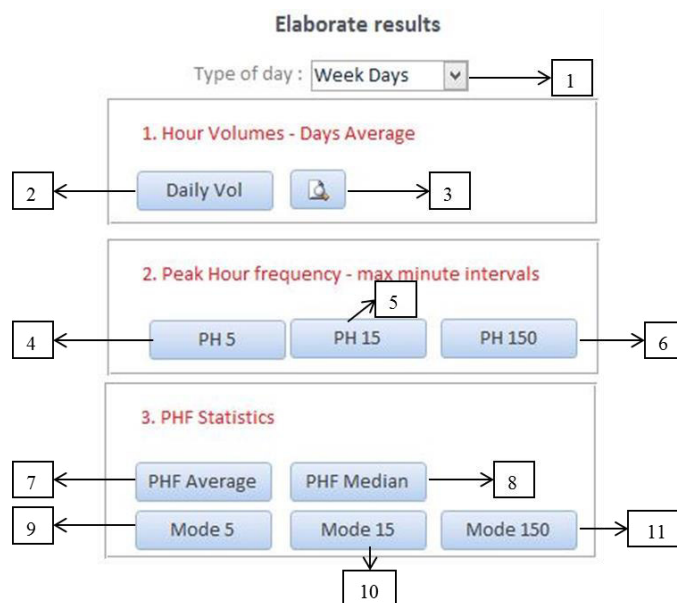 Elaborate results
Type of day : Week Days
1
1. Hour Volumes - Days Average
2 Daily Vol 3
2. Peak Hour frequency - max minute intervals
5
4 PH 5 PH 15 PH 150 6
3. PHF Statistics
7 PHF Average PHF Median 8
9 Mode 5 Mode 15 Mode 150 11
10